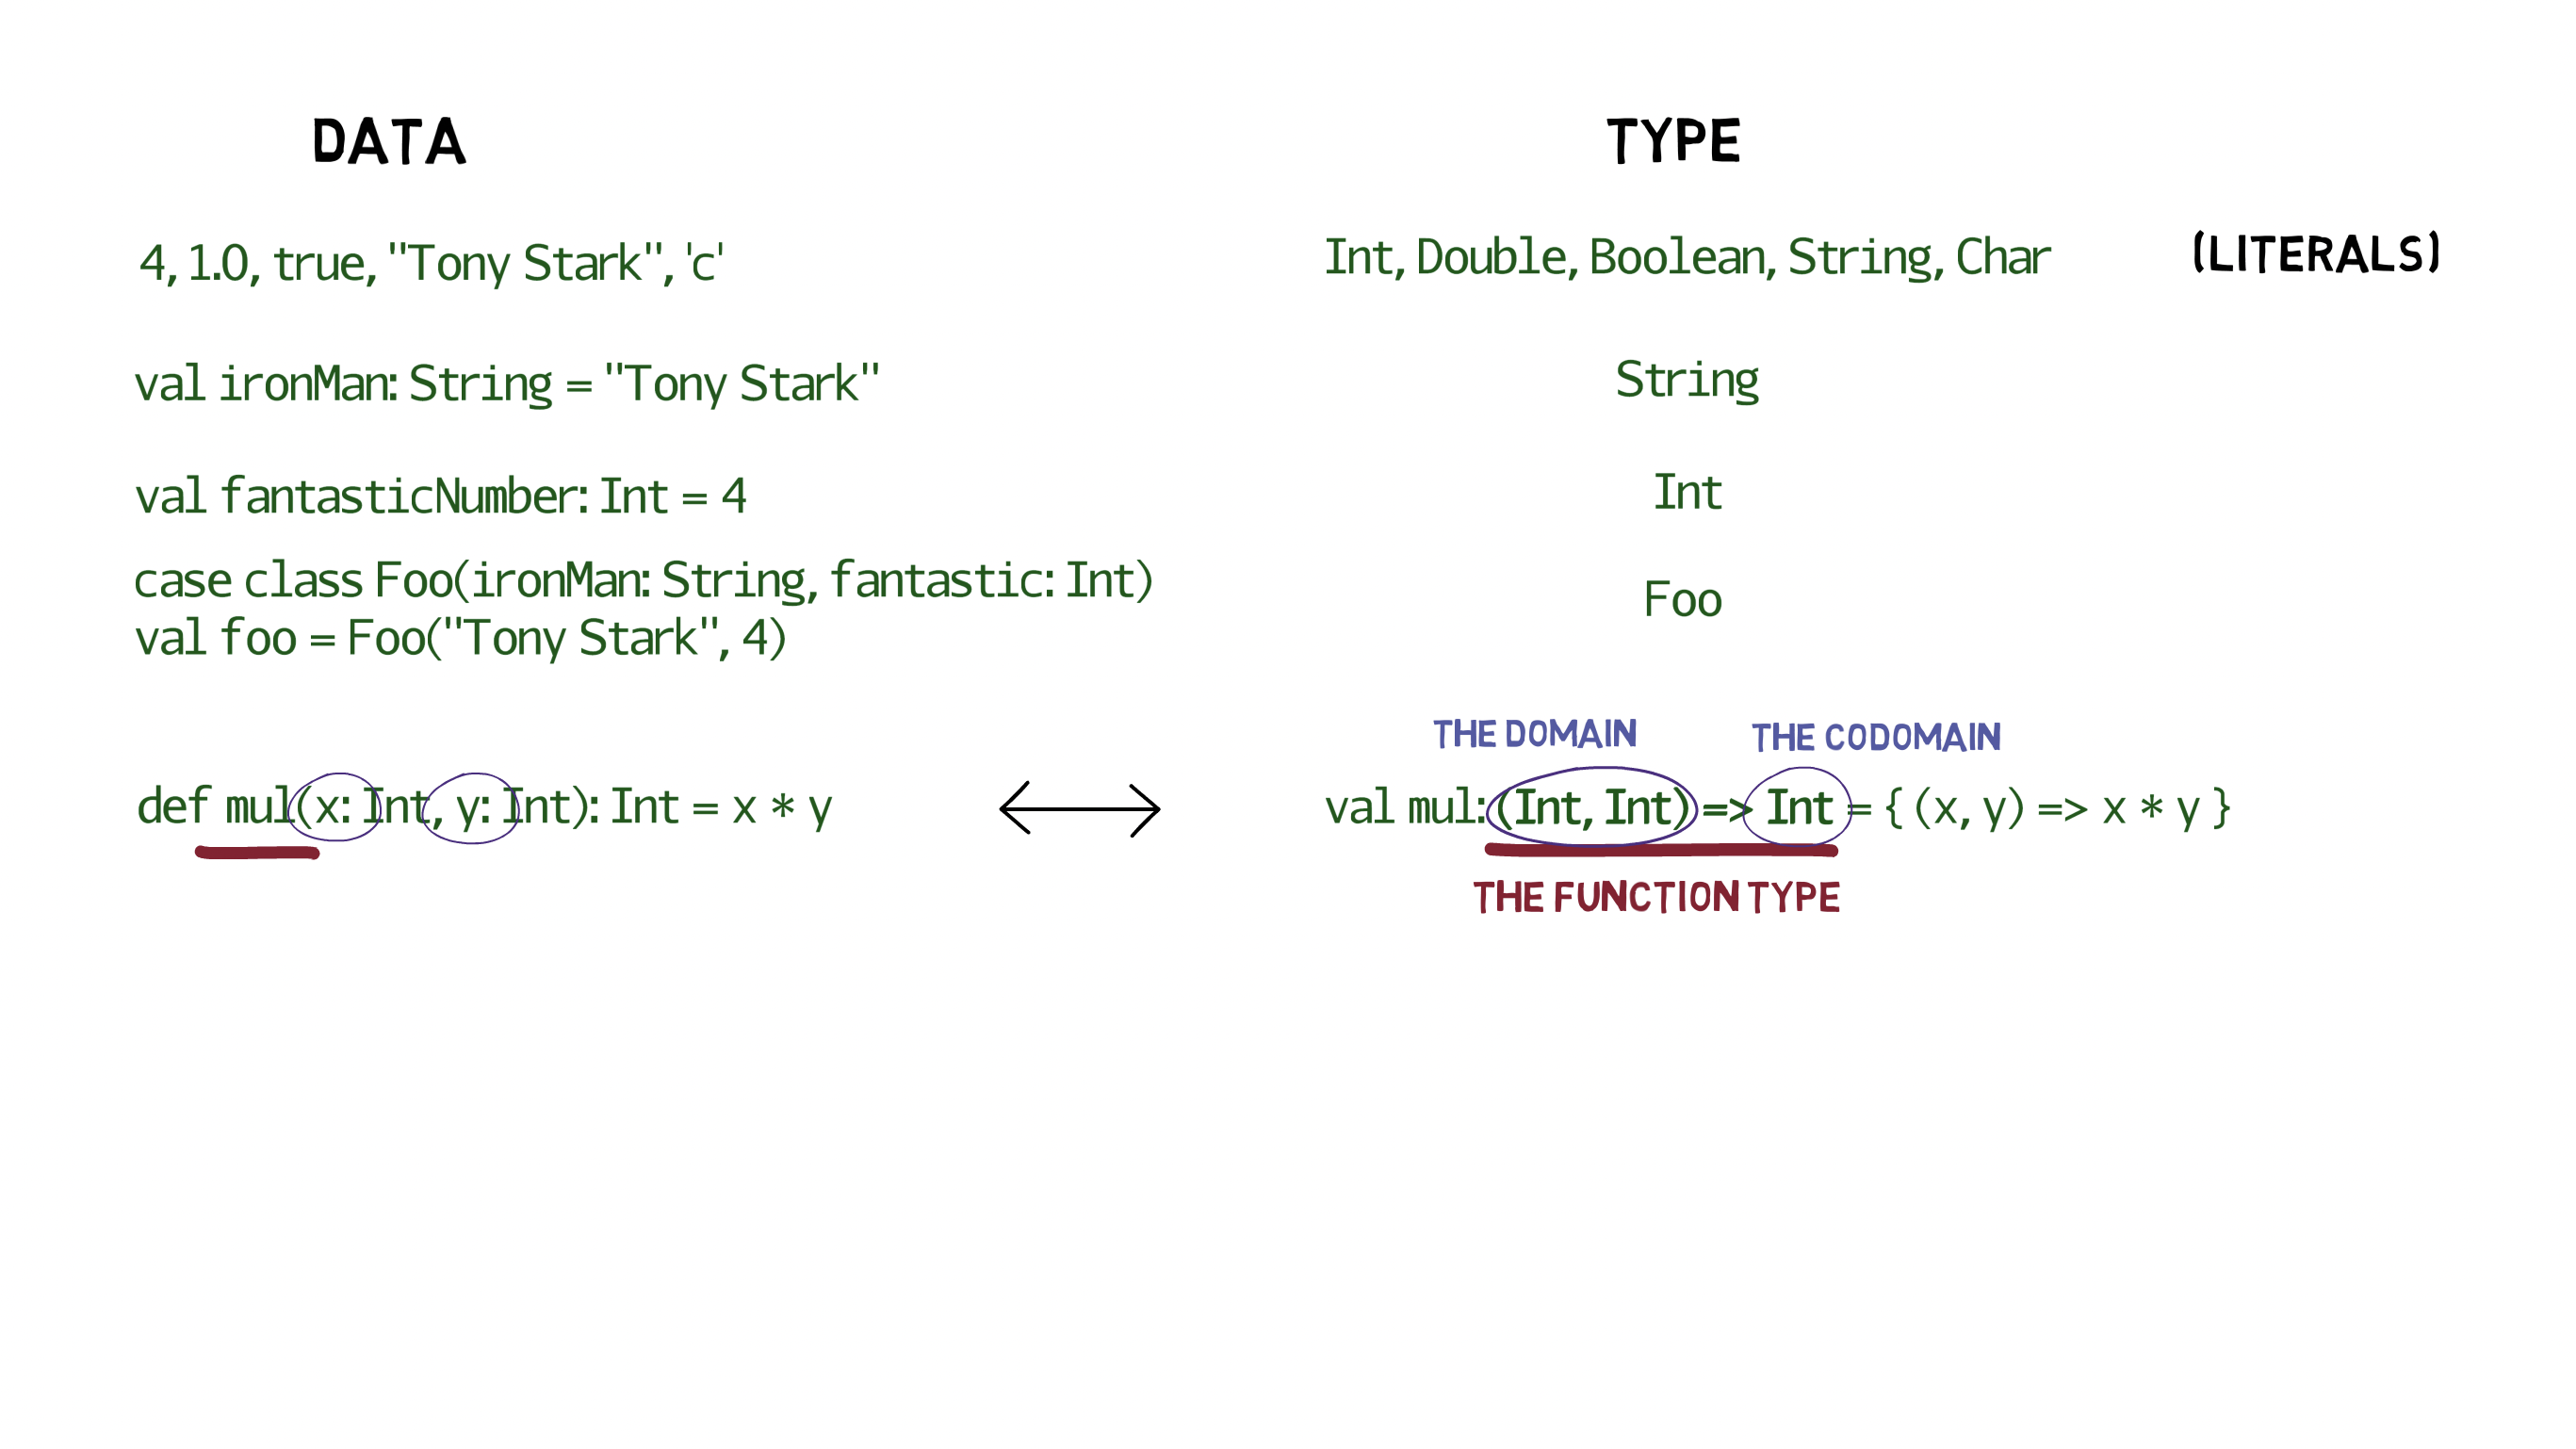 DATA
TYPE
4, 1.0, true, "Tony Stark", 'c'
Int, Double, Boolean, String, Char
(LITERALS)
val ironMan: String = "Tony Stark"
String
val fantasticNumber: Int = 4
Int
case class Foo(ironMan: String, fantastic: Int)
val foo = Foo("Tony Stark", 4)
Foo
THE DOMAIN
THE CODOMAIN
def mul(x: Int, y: Int): Int = x * y
val mul: (Int, Int) => Int = { (x, y) => x * y }
THE FUNCTION TYPE